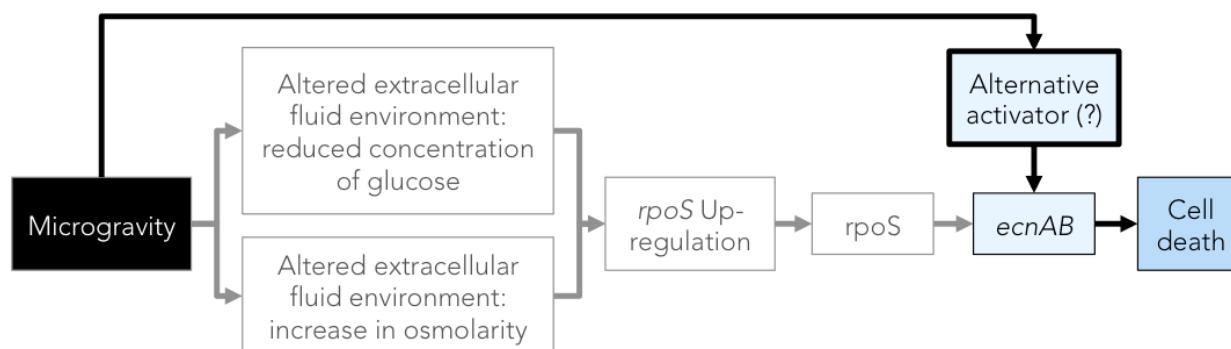 Altered extracellular
fluid environment:
reduced concentration
of glucose
Alternative
activator (?)
Microgravity
rpoS Up-
regulation
rpoS
ecnAB
Cell
death
Altered extracellular
fluid environment:
increase in osmolarity